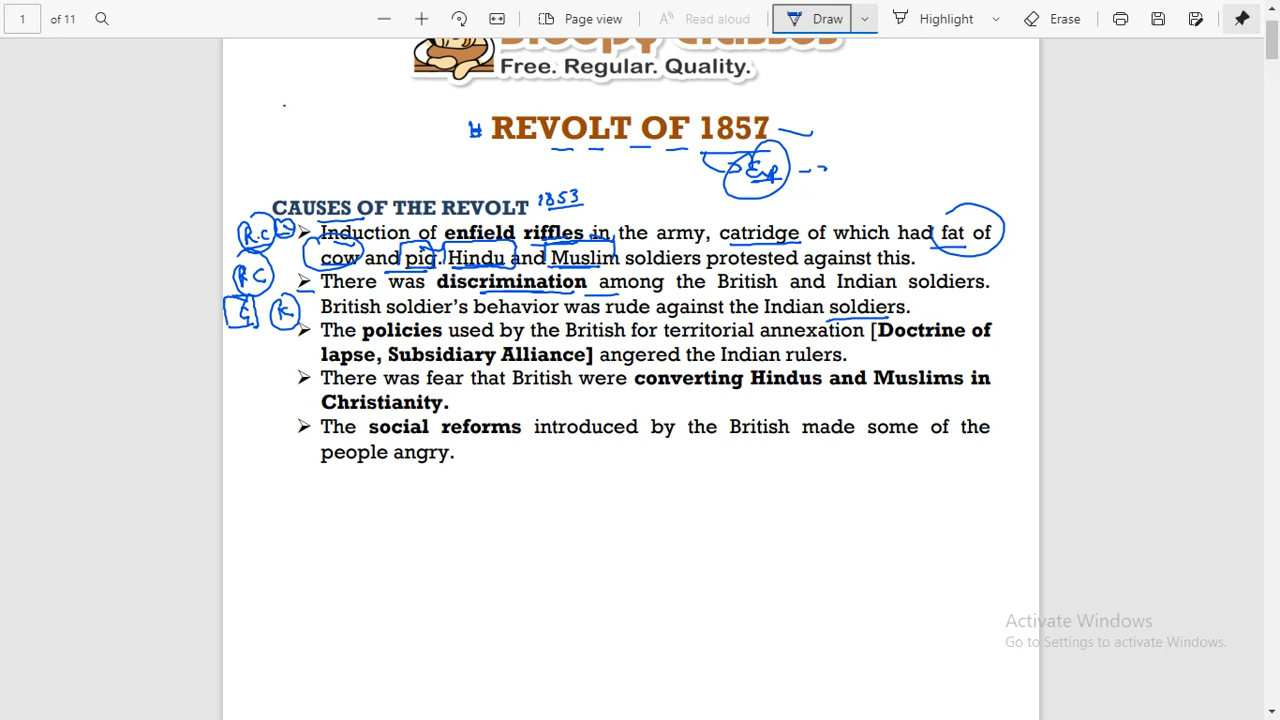 1 of 11 Page view Read aloud Draw Highlight Erase
Free. Regular. Quality.
REVOLT OF 1857
Exp
CAUSES OF THE REVOLT 1853
R.C ➢ Induction of enfield riffles in the army, catridge of which had fat of
cow and pig. Hindu and Muslim soldiers protested against this.
RC ➢ There was discrimination among the British and Indian soldiers.
British soldier's behavior was rude against the Indian soldiers.
➢ The policies used by the British for territorial annexation [Doctrine of
lapse, Subsidiary Alliance] angered the Indian rulers.
➢ There was fear that British were converting Hindus and Muslims in
Christianity.
➢ The social reforms introduced by the British made some of the
people angry.
Activate Windows
Go to Settings to activate Windows.